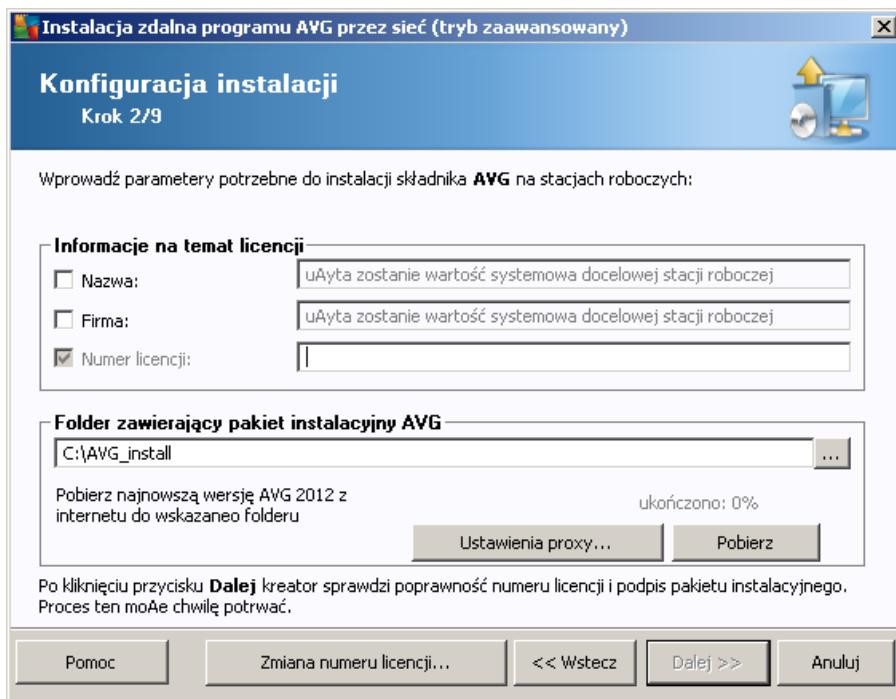 Instalacja zdalna programu AVG przez sieć (tryb zaawansowany)
Konfiguracja instalacji
Krok 2/9
Wprowadź parametery potrzebne do instalacji składnika AVG na stacjach roboczych:
Informacje na temat licencji
Nazwa:
uAyta zostanie wartość systemowa docelowej stacji roboczej
Firma:
uAyta zostanie wartość systemowa docelowej stacji roboczej
Numer licencji:
Folder zawierający pakiet instalacyjny AVG
C:\AVG_install
...
Pobierz najnowszą wersję AVG 2012 z
internetu do wskazaneo folderu
ukończono: 0%
Ustawienia proxy...
Pobierz
Po kliknięciu przycisku Dalej kreator sprawdzi poprawność numeru licencji i podpis pakietu instalacyjnego.
Proces ten moAe chwilę potrwać.
Pomoc
Zmiana numeru licencji...
<< Wstecz
Dalej >>
Anuluj